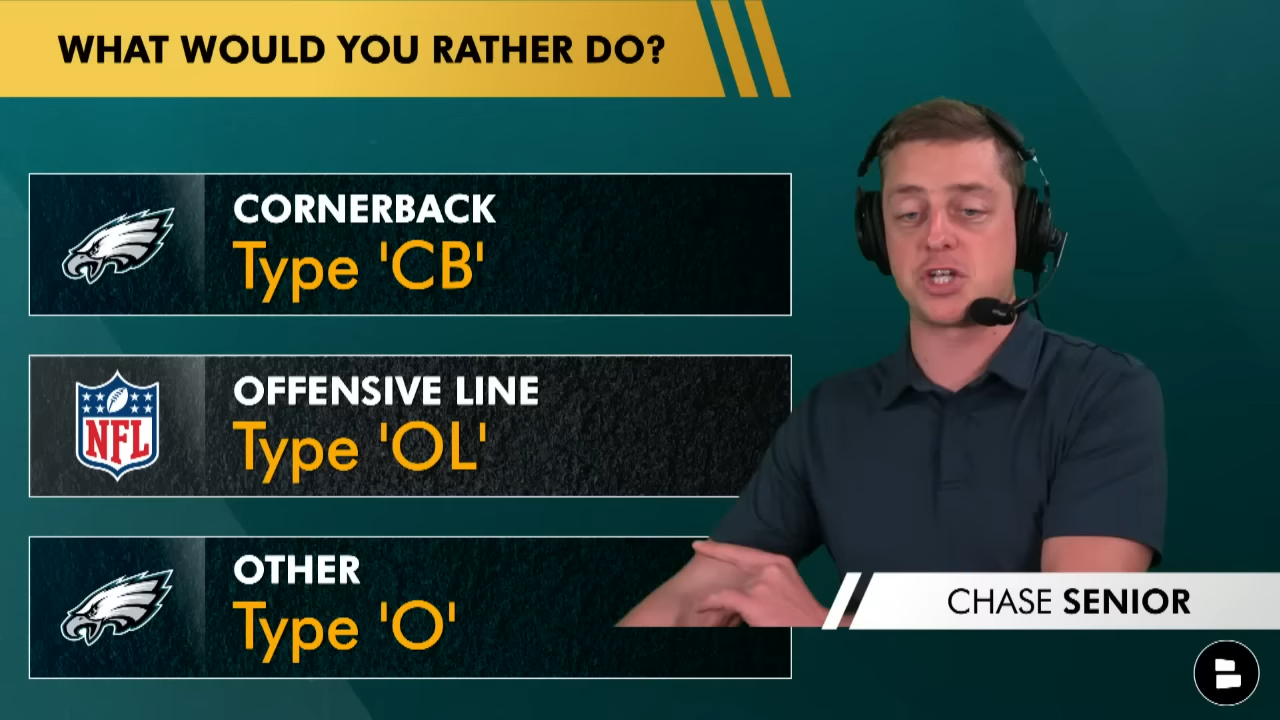 WHAT WOULD YOU RATHER DO?
CORNERBACK
Type 'CB'
NFL
OFFENSIVE LINE
Type 'OL'
OTHER
Type 'O'
CHASE SENIOR